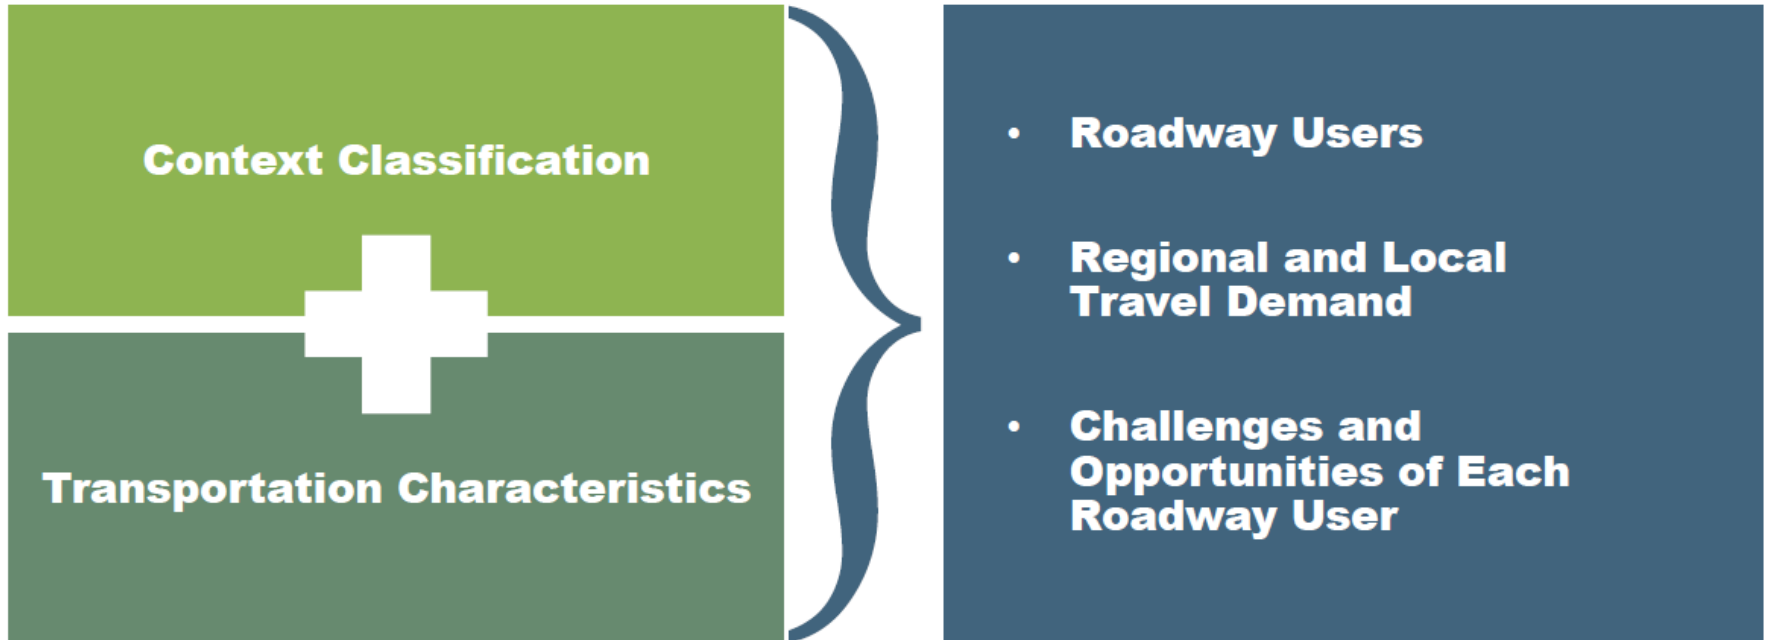 Context Classification
Transportation Characteristics
• Roadway Users
• Regional and Local
Travel Demand
• Challenges and
Opportunities of Each
Roadway User